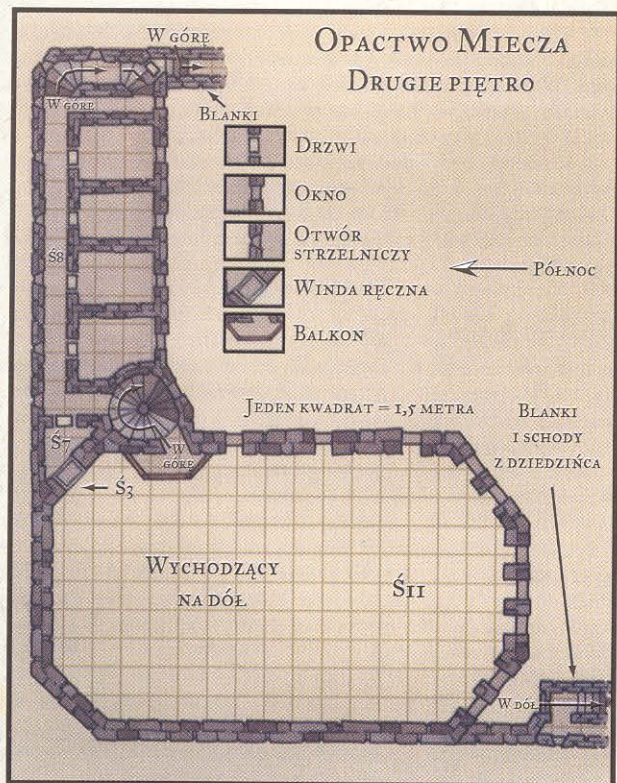 Opactwo Miecza
Drugie piętro
W górę
W górę
Blanki
Drzwi
Okno
Otwór
strzelniczy
Winda ręczna
Balkon
Północ
Ś8
Jeden kwadrat = 1,5 metra
Blanki
i schody
z dziedzińca
Ś7
W
górę
Ś3
Wychodzący
na dół
Ś11
W dół